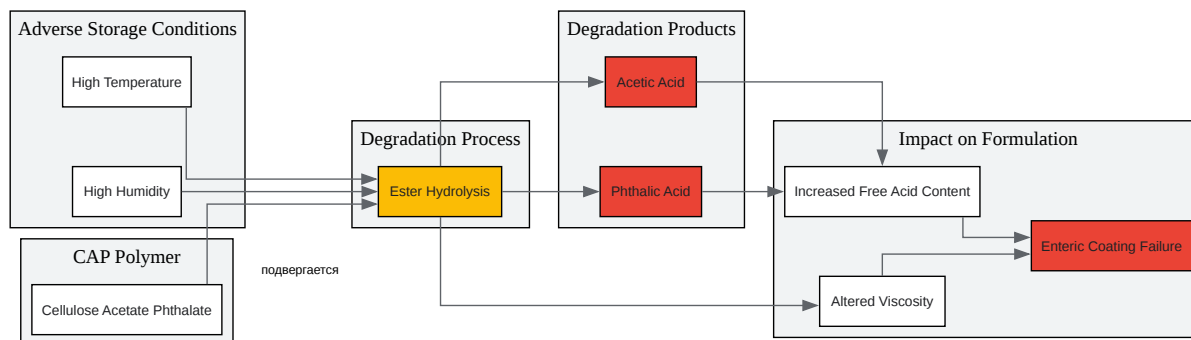 Adverse Storage Conditions
High Temperature
High Humidity
CAP Polymer
Cellulose Acetate Phthalate
подвергается
Degradation Process
Ester Hydrolysis
Degradation Products
Acetic Acid
Phthalic Acid
Impact on Formulation
Increased Free Acid Content
Enteric Coating Failure
Altered Viscosity